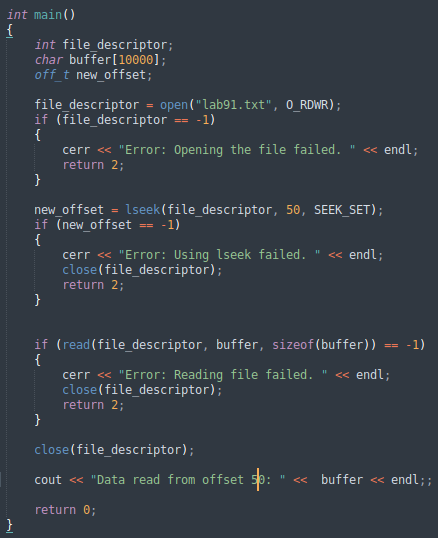 int main()
{
int file_descriptor;
char buffer[10000];
off_t new_offset;
file_descriptor = open("lab91.txt", O_RDWR);
if (file_descriptor == -1)
{
cerr << "Error: Opening the file failed. " << endl;
return 2;
}
new_offset = lseek(file_descriptor, 50, SEEK_SET);
if (new_offset == -1)
{
cerr << "Error: Using lseek failed. " << endl;
close(file_descriptor);
return 2;
}
if (read(file_descriptor, buffer, sizeof(buffer)) == -1)
{
cerr << "Error: Reading file failed. " << endl;
close(file_descriptor);
return 2;
}
close(file_descriptor);
cout << "Data read from offset 50: " <<  buffer << endl;;
return 0;
}